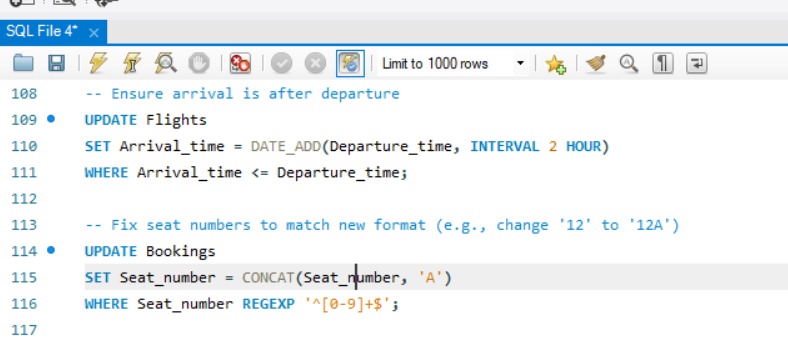 SQL File 4*
Limit to 1000 rows
108 -- Ensure arrival is after departure
109 UPDATE Flights
110 SET Arrival_time = DATE_ADD(Departure_time, INTERVAL 2 HOUR)
111 WHERE Arrival_time <= Departure_time;
112
113 -- Fix seat numbers to match new format (e.g., change '12' to '12A')
114 UPDATE Bookings
115 SET Seat_number = CONCAT(Seat_number, 'A')
116 WHERE Seat_number REGEXP '^[0-9]+$';
117